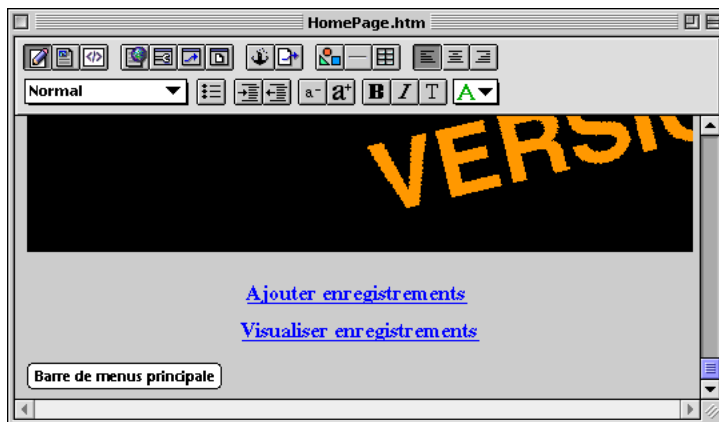 HomePage.htm
a- a+ B I T A
Normal
VERSIO
Ajouter enregistrements
Visualiser enregistrements
Barre de menus principale